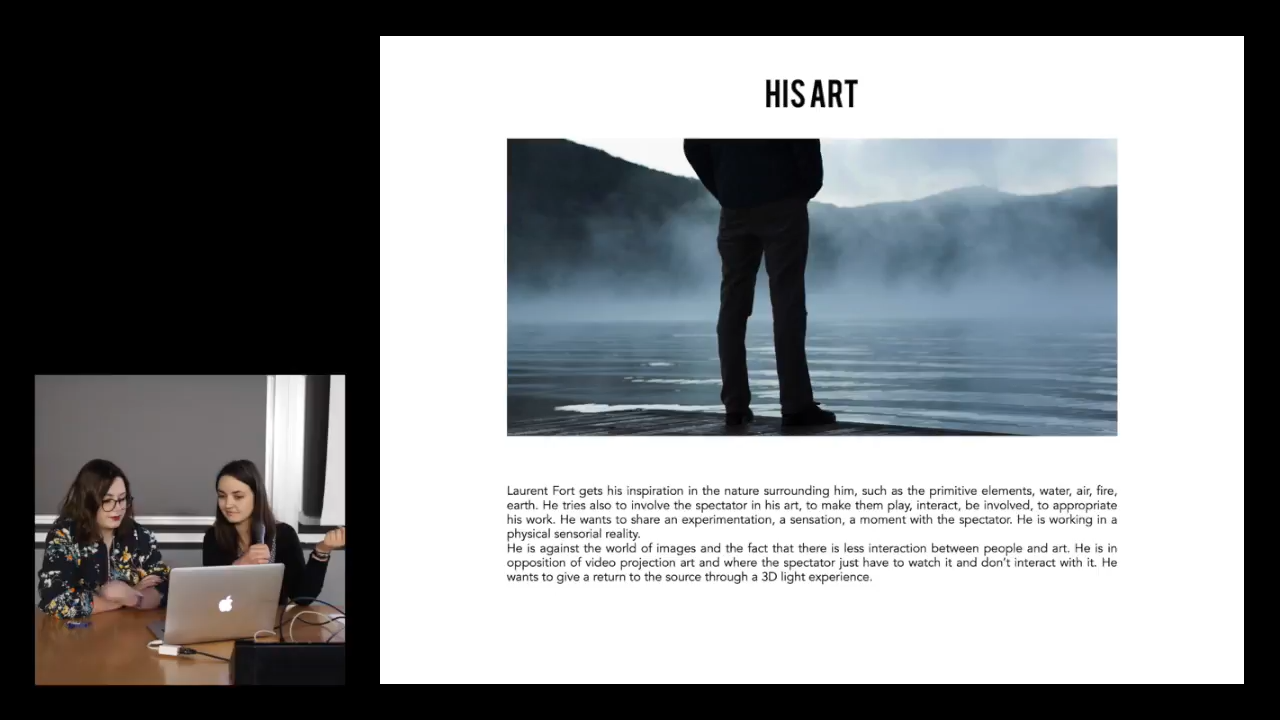 HIS ART
Laurent Fort gets his inspiration in the nature surrounding him, such as the primitive elements, water, air, fire,
earth. He tries also to involve the spectator in his art, to make them play, interact, be involved, to appropriate
his work. He wants to share an experimentation, a sensation, a moment with the spectator. He is working in a
physical sensorial reality.
He is against the world of images and the fact that there is less interaction between people and art. He is in
opposition of video projection art and where the spectator just have to watch it and don't interact with it. He
wants to give a return to the source through a 3D light experience.